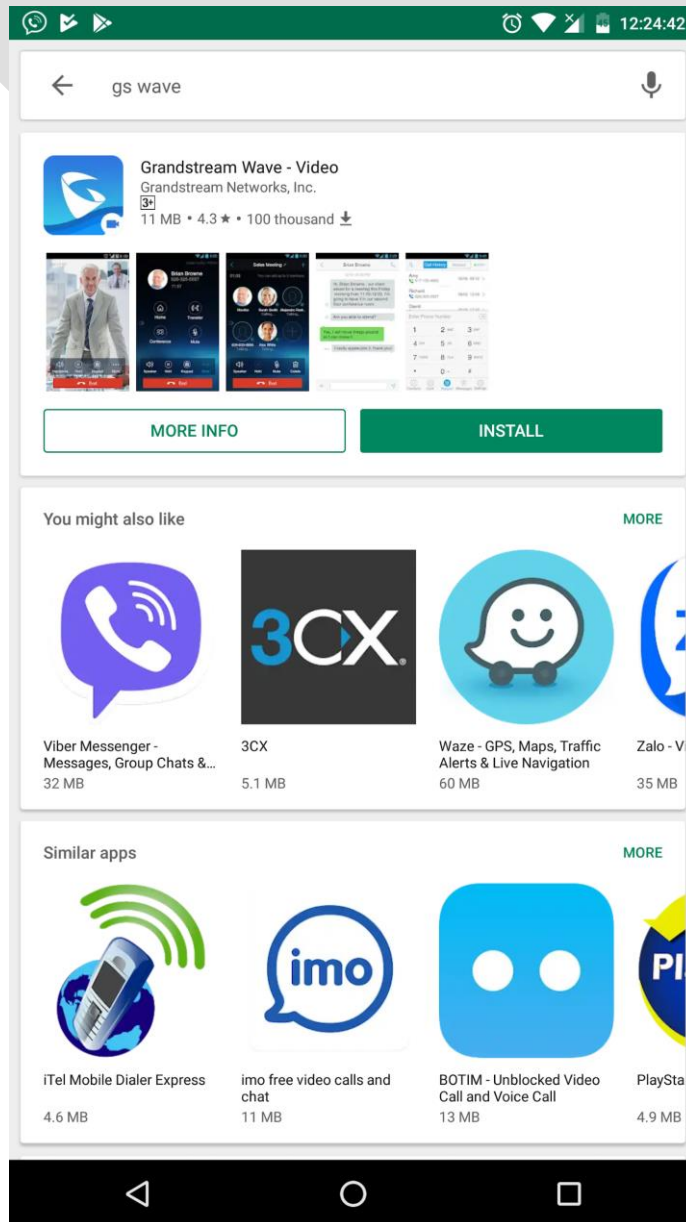 12:24:42
gs wave
Grandstream Wave - Video
Grandstream Networks, Inc.
3+
11 MB • 4.3 ★ • 100 thousand
MORE INFO
INSTALL
You might also like
MORE
3CX
Viber Messenger -
Messages, Group Chats &...
32 MB
3CX
5.1 MB
Waze - GPS, Maps, Traffic
Alerts & Live Navigation
60 MB
Zalo - V
35 MB
Similar apps
MORE
imo
iTel Mobile Dialer Express
4.6 MB
imo free video calls and
chat
11 MB
BOTIM - Unblocked Video
Call and Voice Call
13 MB
PlaySta
4.9 MB